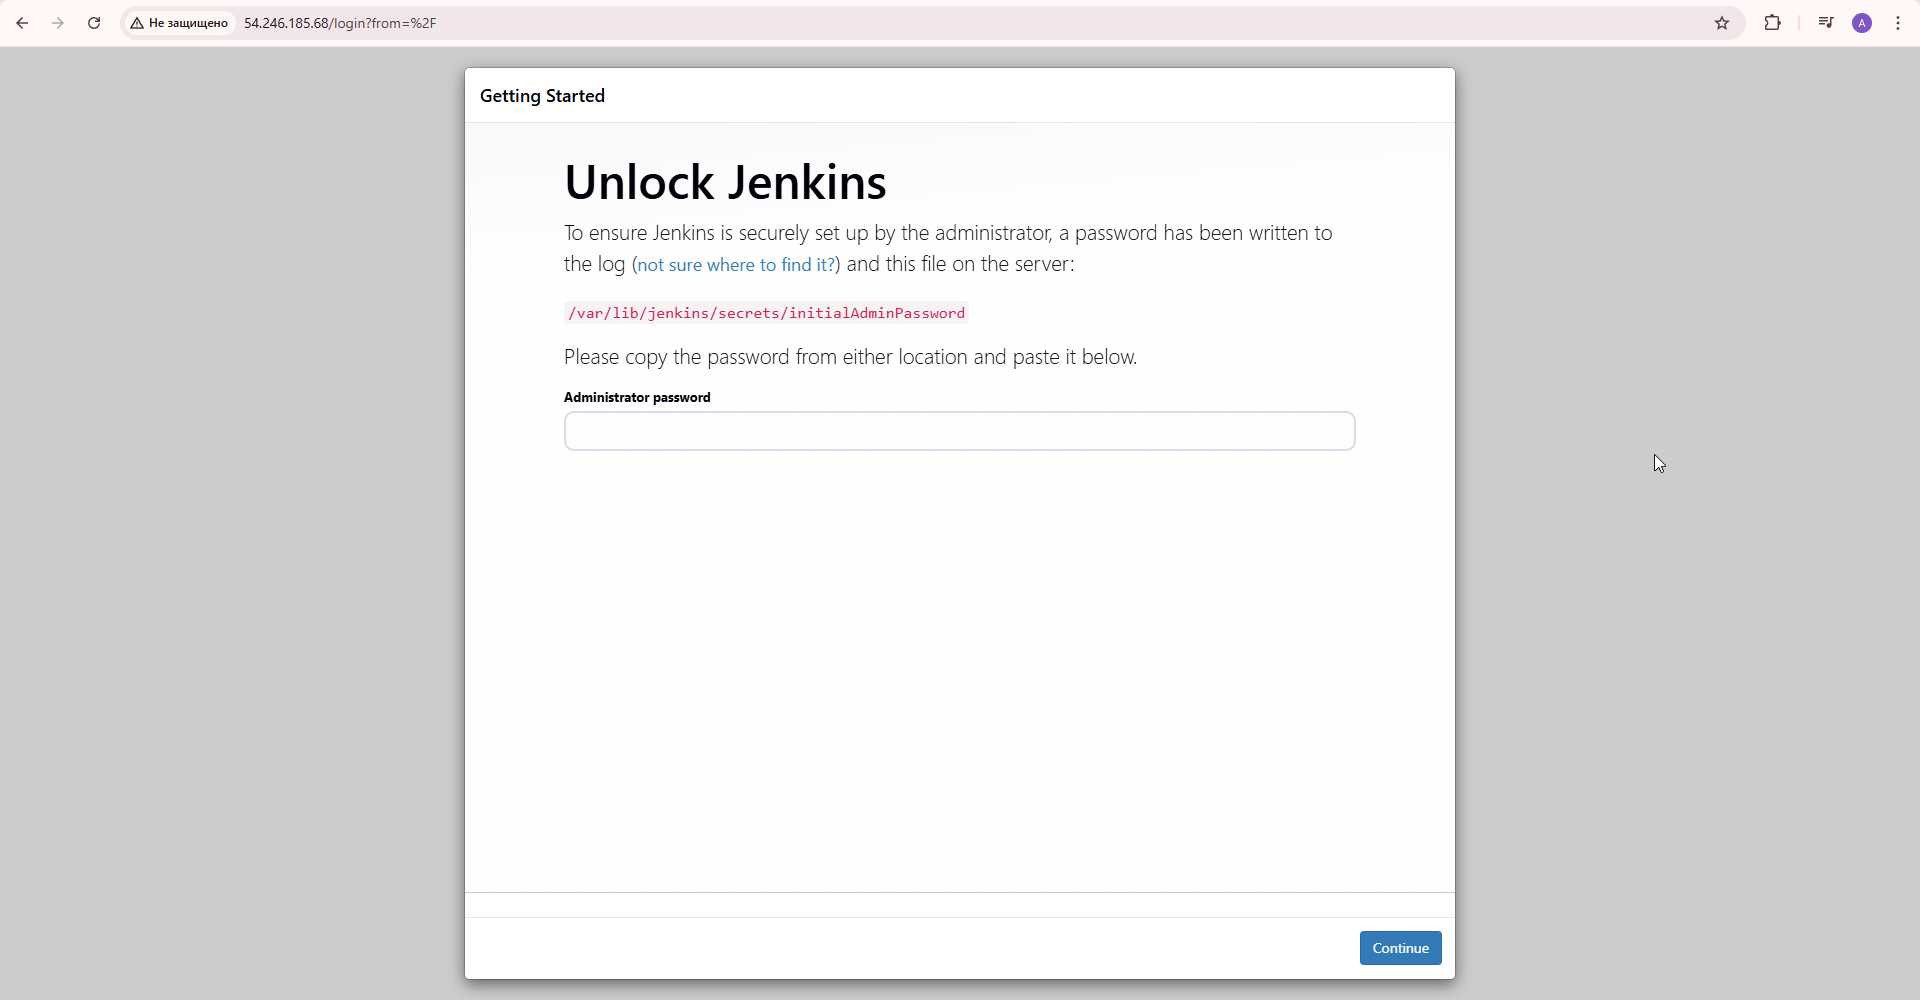 Не защищено
54.246.185.68/login?from=%2F
A
Getting Started
Unlock Jenkins
To ensure Jenkins is securely set up by the administrator, a password has been written to
the log (not sure where to find it?) and this file on the server:
/var/lib/jenkins/secrets/initialAdminPassword
Please copy the password from either location and paste it below.
Administrator password
Continue